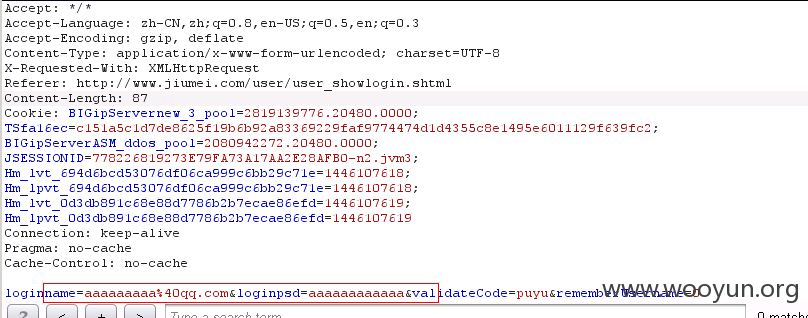 Accept: */*
Accept-Language: zh-CN,zh;q=0.8,en-US;q=0.5,en;q=0.3
Accept-Encoding: gzip, deflate
Content-Type: application/x-www-form-urlencoded; charset=UTF-8
X-Requested-With: XMLHttpRequest
Referer: http://www.jiumei.com/user/user_showlogin.shtml
Content-Length: 87
Cookie: BIGipServernew_3_pool=2819139776.20480.0000;
TSfa16ec=c151a5c1d7de8625f19b6b92a83369229faf9774474d1d4355c8e1495e6011129f639fc2;
BIGipServerASM_ddos_pool=2080942272.20480.0000;
JSESSIONID=778226819273E79FA73A17AA2E28AFB0-n2.jvm3;
Hm_lvt_694d6bcd53076df06ca999c6bb29c71e=1446107618;
Hm_lpvt_694d6bcd53076df06ca999c6bb29c71e=1446107618;
Hm_lvt_0d3db891c68e88d7786b2b7ecae86efd=1446107619;
Hm_lpvt_0d3db891c68e88d7786b2b7ecae86efd=1446107619
Connection: keep-alive
Pragma: no-cache
Cache-Control: no-cache
loginname=aaaaaaaaa%40qq.com&loginpsd=aaaaaaaaaaaa&validateCode=puyu&rememberUsername=
www.wooyun.org
? < + > Type a search term 0 matche